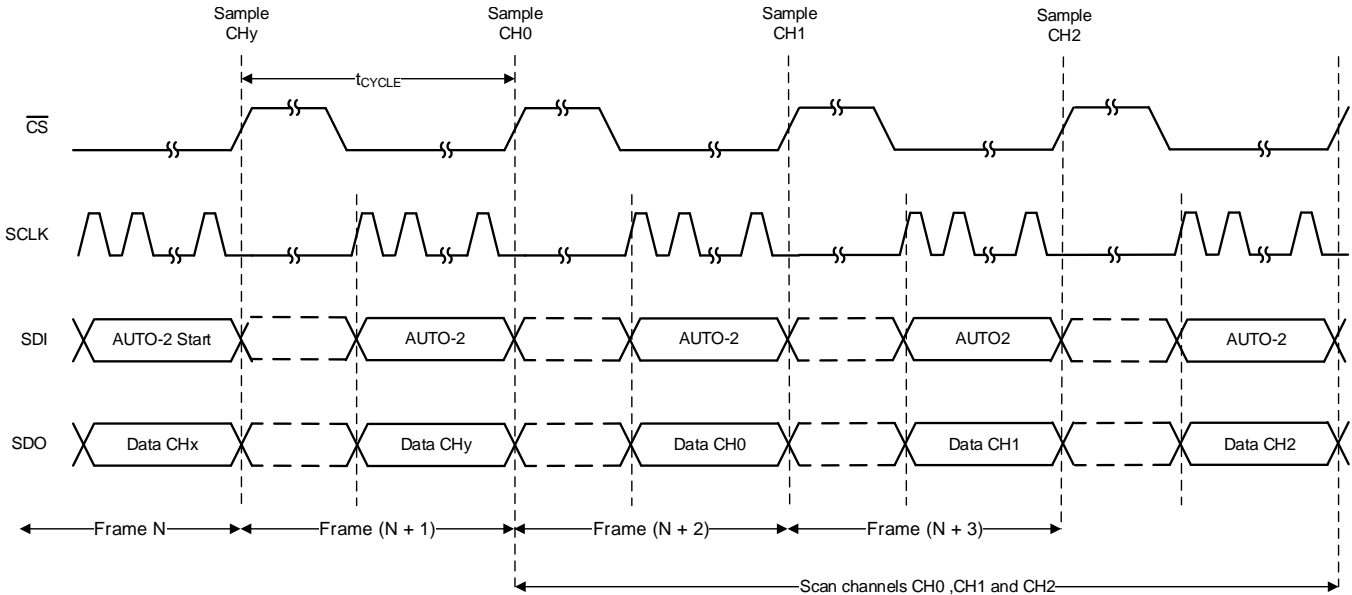 Sample
CHy
Sample
CH0
Sample
CH1
Sample
CH2
tCYCLE
CS
SCLK
SDI
AUTO-2 Start
AUTO-2
AUTO-2
AUTO2
AUTO-2
SDO
Data CHx
Data CHy
Data CH0
Data CH1
Data CH2
Frame N
Frame (N + 1)
Frame (N + 2)
Frame (N + 3)
Scan channels CH0 ,CH1 and CH2